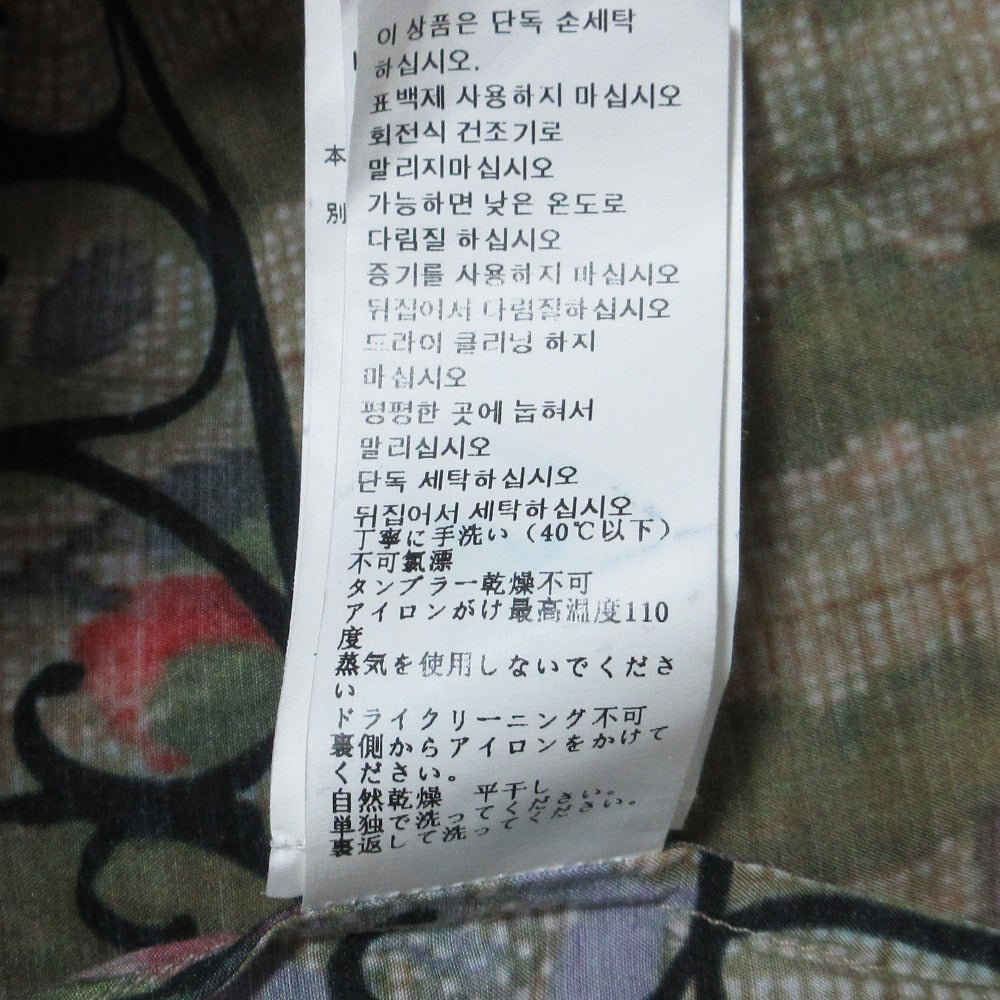 이 상품은 단독 손세탁
하십시오.
표백제 사용하지 마십시오
회전식 건조기로
말리지마십시오
가능하면 낮은 온도로
다림질 하십시오
증기를 사용하지 마십시오
뒤집어서 다림질하십시오
드라이 클리닝 하지
마십시오
평평한 곳에 눕혀서
말리십시오
단독 세탁하십시오
뒤집어서 세탁하십시오
丁寧に手洗い（40℃以下）
不可氯漂
タンブラー乾燥不可
アイロンがけ最高温度110
度
蒸気を使用しないでくださ
い
ドライクリーニング不可
裏側からアイロンをかけて
ください。
自然乾燥　平干し
単独で洗ってください。
裏返して洗ってください。
本
別